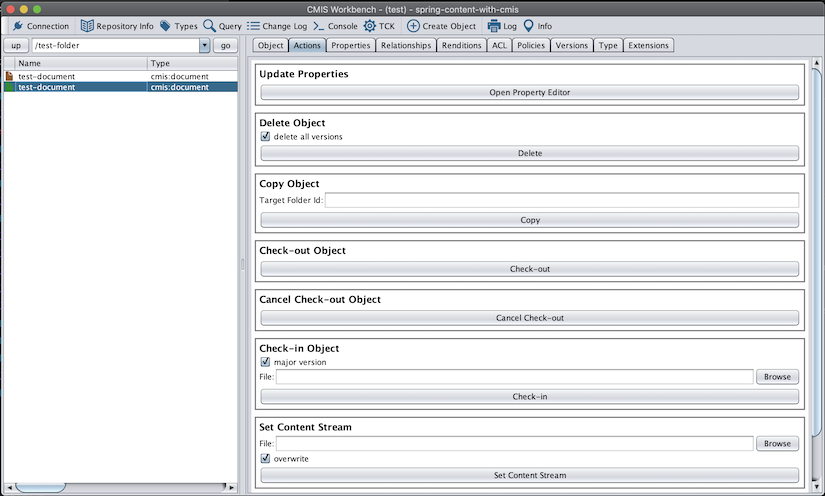 CMIS Workbench - (test) - spring-content-with-cmis
Connection Repository Info Types Query Change Log Console TCK Create Object Log Info
up /test-folder go
Object Actions Properties Relationships Renditions ACL Policies Versions Type Extensions
Name Type
test-document cmis:document
test-document cmis:document
Update Properties
Open Property Editor
Delete Object
delete all versions
Delete
Copy Object
Target Folder Id:
Copy
Check-out Object
Check-out
Cancel Check-out Object
Cancel Check-out
Check-in Object
major version
File: Browse
Check-in
Set Content Stream
File: Browse
overwrite
Set Content Stream